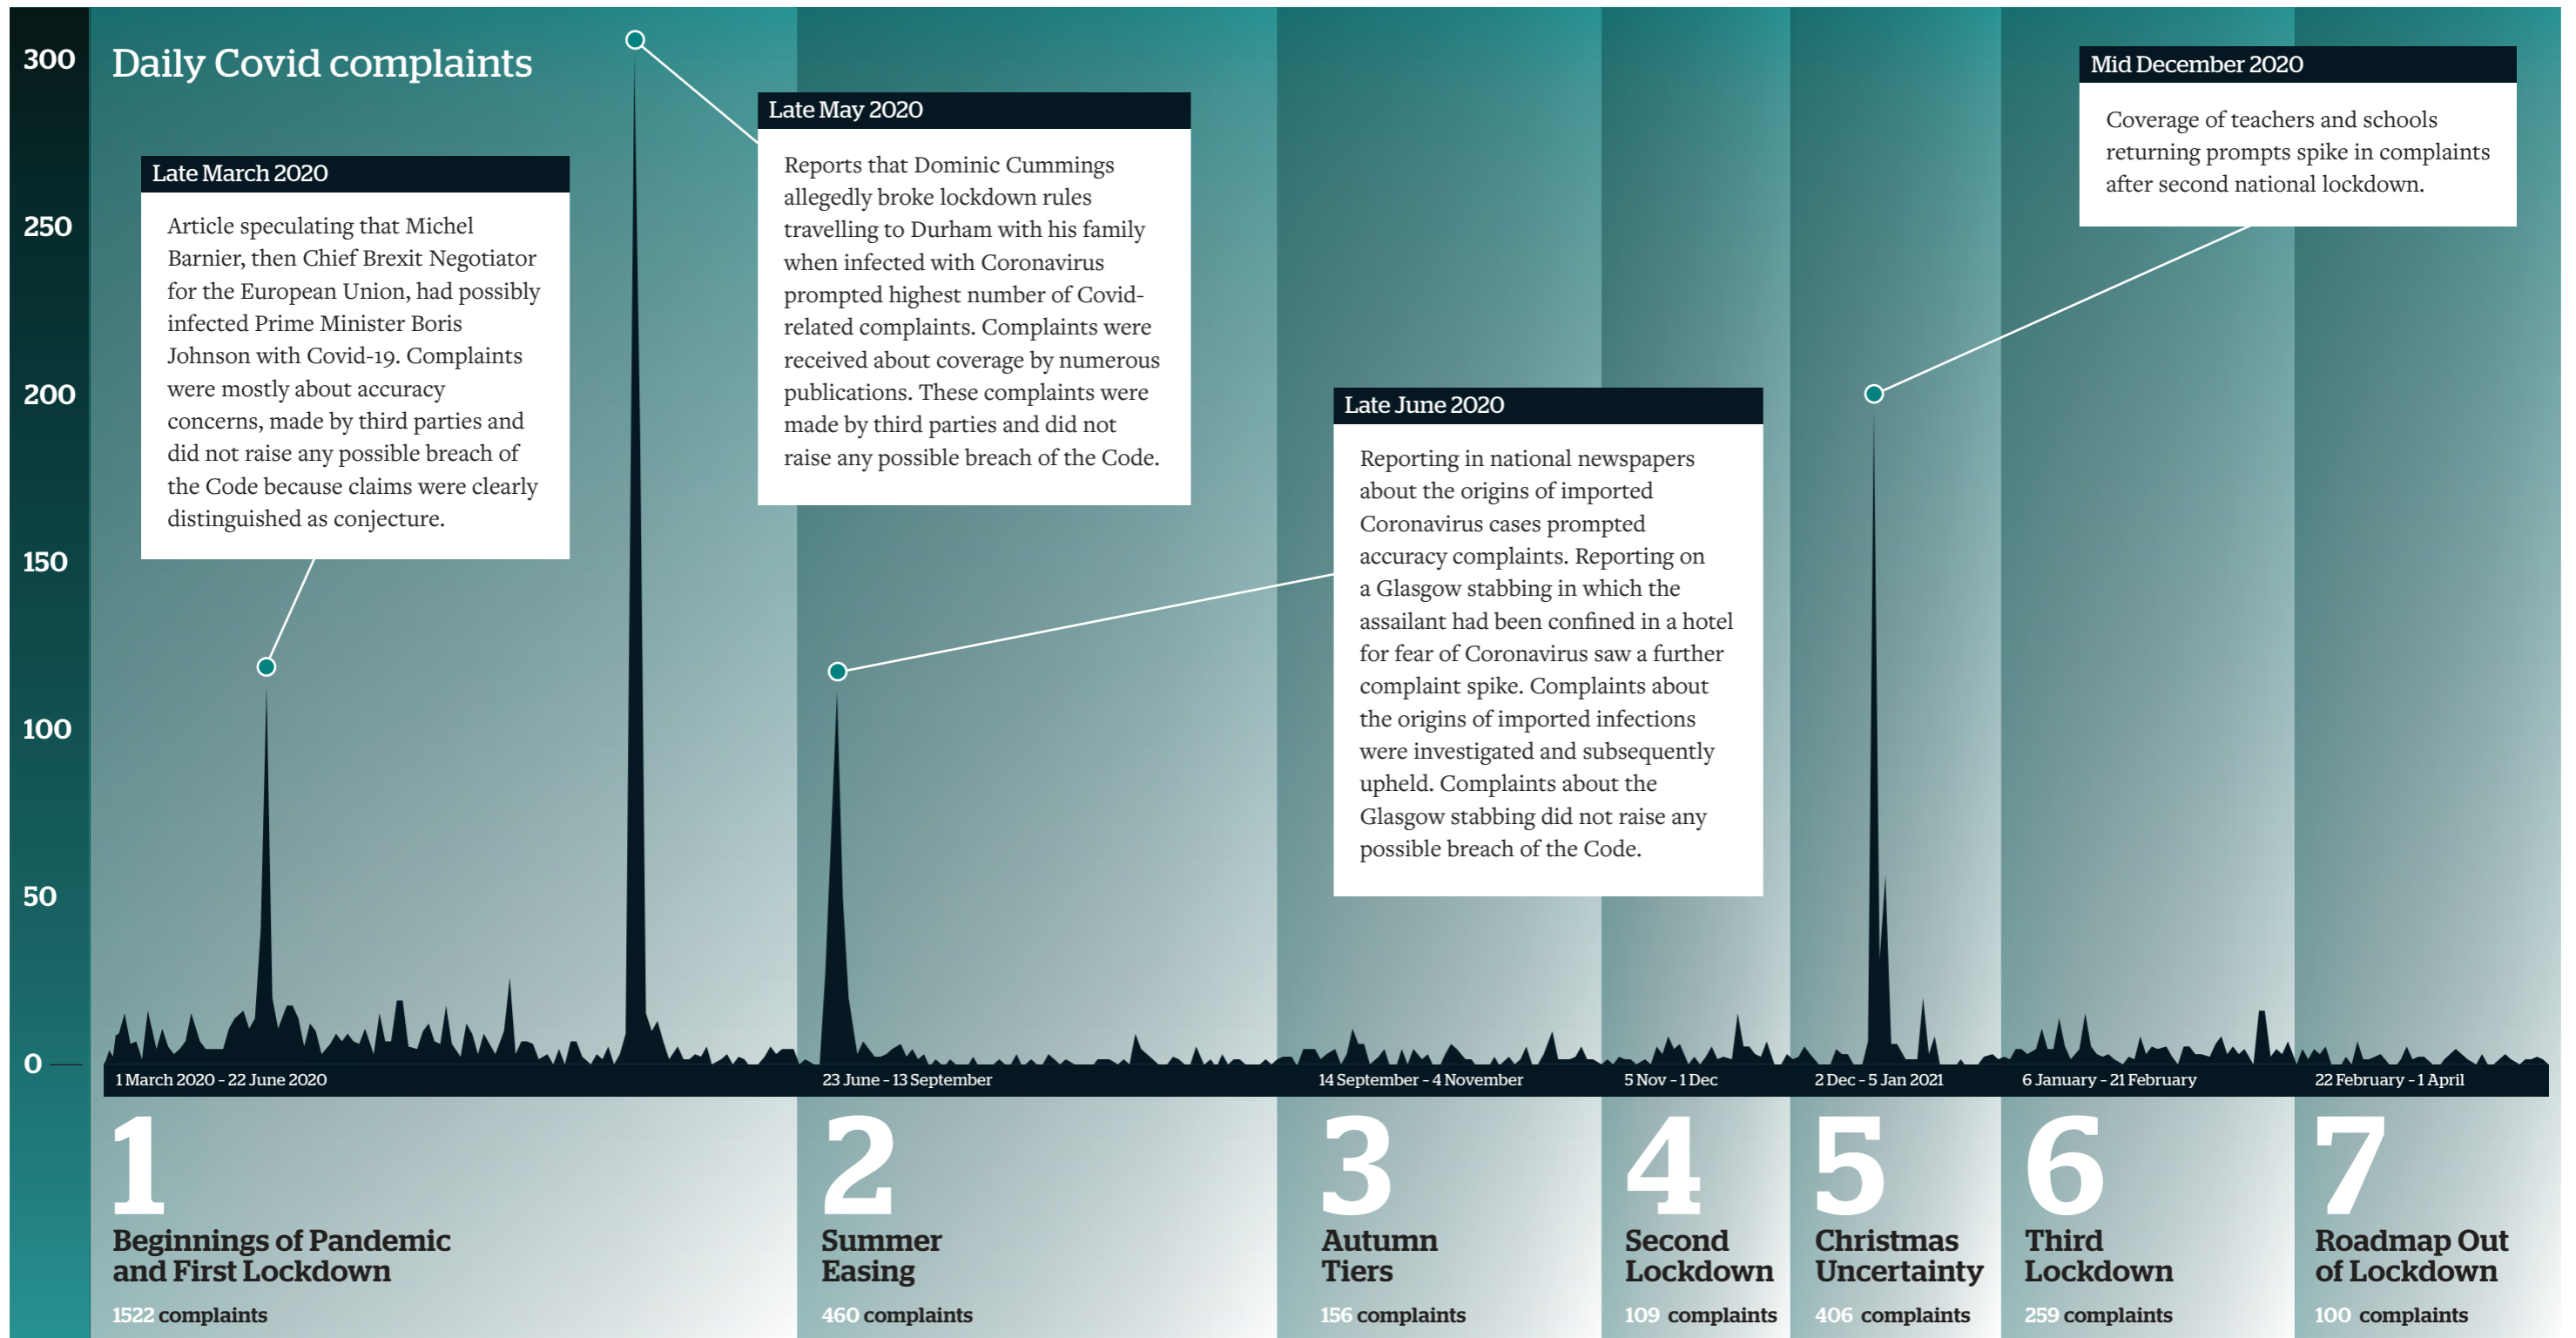 Daily Covid complaints
300
250
200
150
100
50
0
Late March 2020
Article speculating that Michel
Barnier, then Chief Brexit Negotiator
for the European Union, had possibly
infected Prime Minister Boris
Johnson with Covid-19. Complaints
were mostly about accuracy
concerns, made by third parties and
did not raise any possible breach of
the Code because claims were clearly
distinguished as conjecture.
Late May 2020
Reports that Dominic Cummings
allegedly broke lockdown rules
travelling to Durham with his family
when infected with Coronavirus
prompted highest number of Covid-
related complaints. Complaints were
received about coverage by numerous
publications. These complaints were
made by third parties and did not
raise any possible breach of the Code.
Late June 2020
Reporting in national newspapers
about the origins of imported
Coronavirus cases prompted
accuracy complaints. Reporting on
a Glasgow stabbing in which the
assailant had been confined in a hotel
for fear of Coronavirus saw a further
complaint spike. Complaints about
the origins of imported infections
were investigated and subsequently
upheld. Complaints about the
Glasgow stabbing did not raise any
possible breach of the Code.
Mid December 2020
Coverage of teachers and schools
returning prompts spike in complaints
after second national lockdown.
1 March 2020 – 22 June 2020
23 June – 13 September
14 September – 4 November
5 Nov – 1 Dec
2 Dec – 5 Jan 2021
6 January – 21 February
22 February – 1 April
1
Beginnings of Pandemic
and First Lockdown
1522 complaints
2
Summer
Easing
460 complaints
3
Autumn
Tiers
156 complaints
4
Second
Lockdown
109 complaints
5
Christmas
Uncertainty
406 complaints
6
Third
Lockdown
259 complaints
7
Roadmap Out
of Lockdown
100 complaints